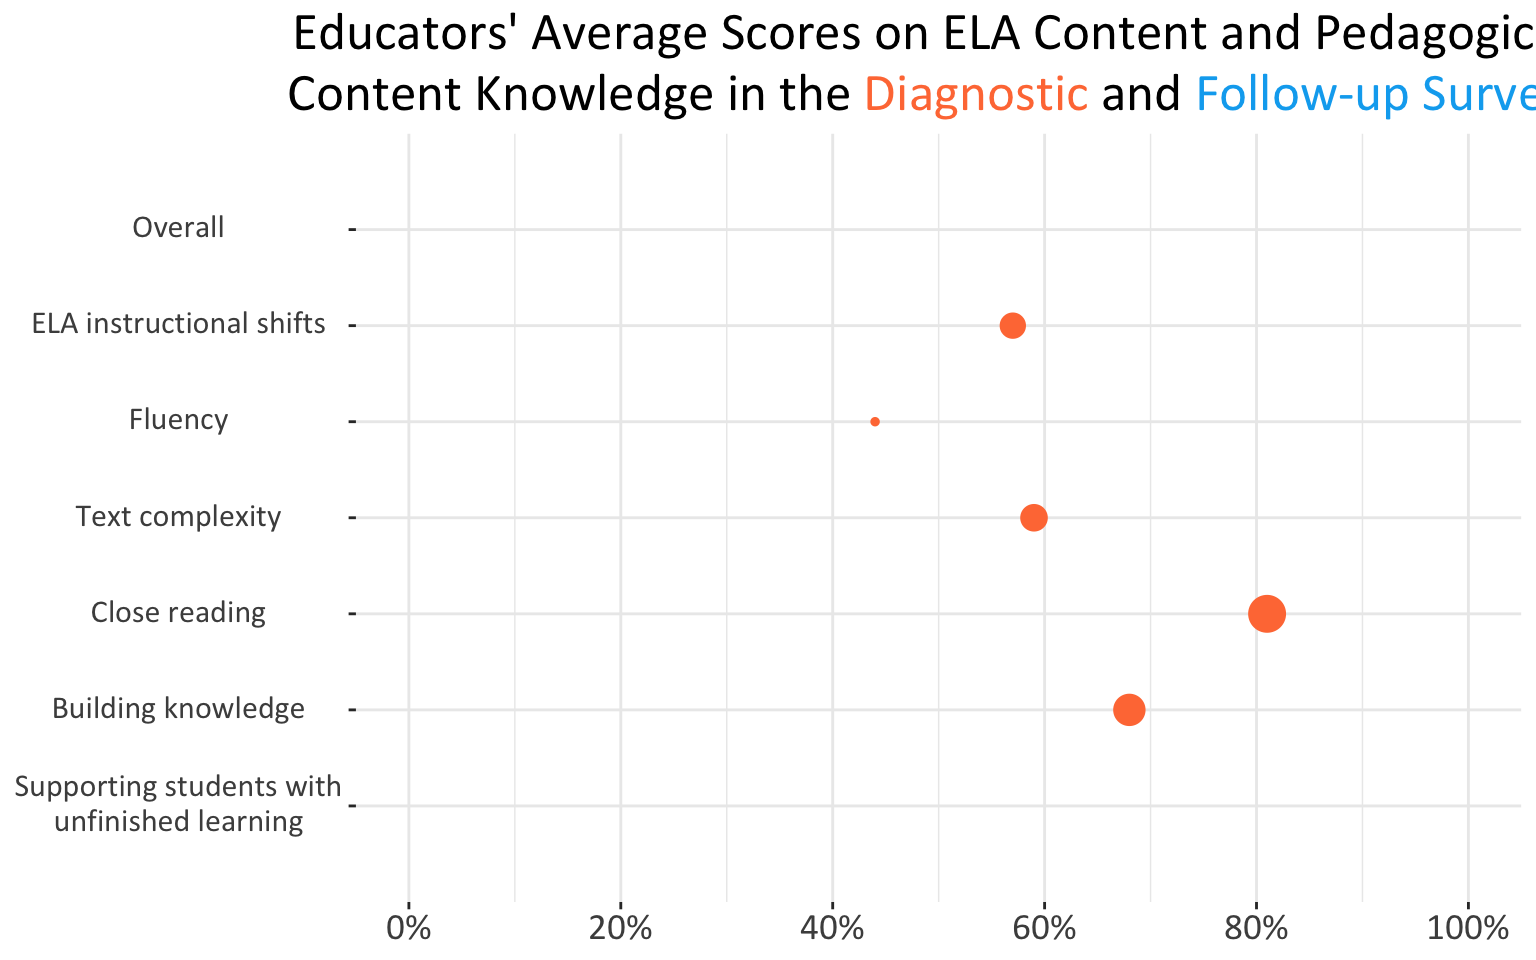 Educators' Average Scores on ELA Content and Pedagogic
Content Knowledge in the Diagnostic and Follow-up Surve
Overall
ELA instructional shifts
Fluency
Text complexity
Close reading
Building knowledge
Supporting students with
unfinished learning
0% 20% 40% 60% 80% 100%